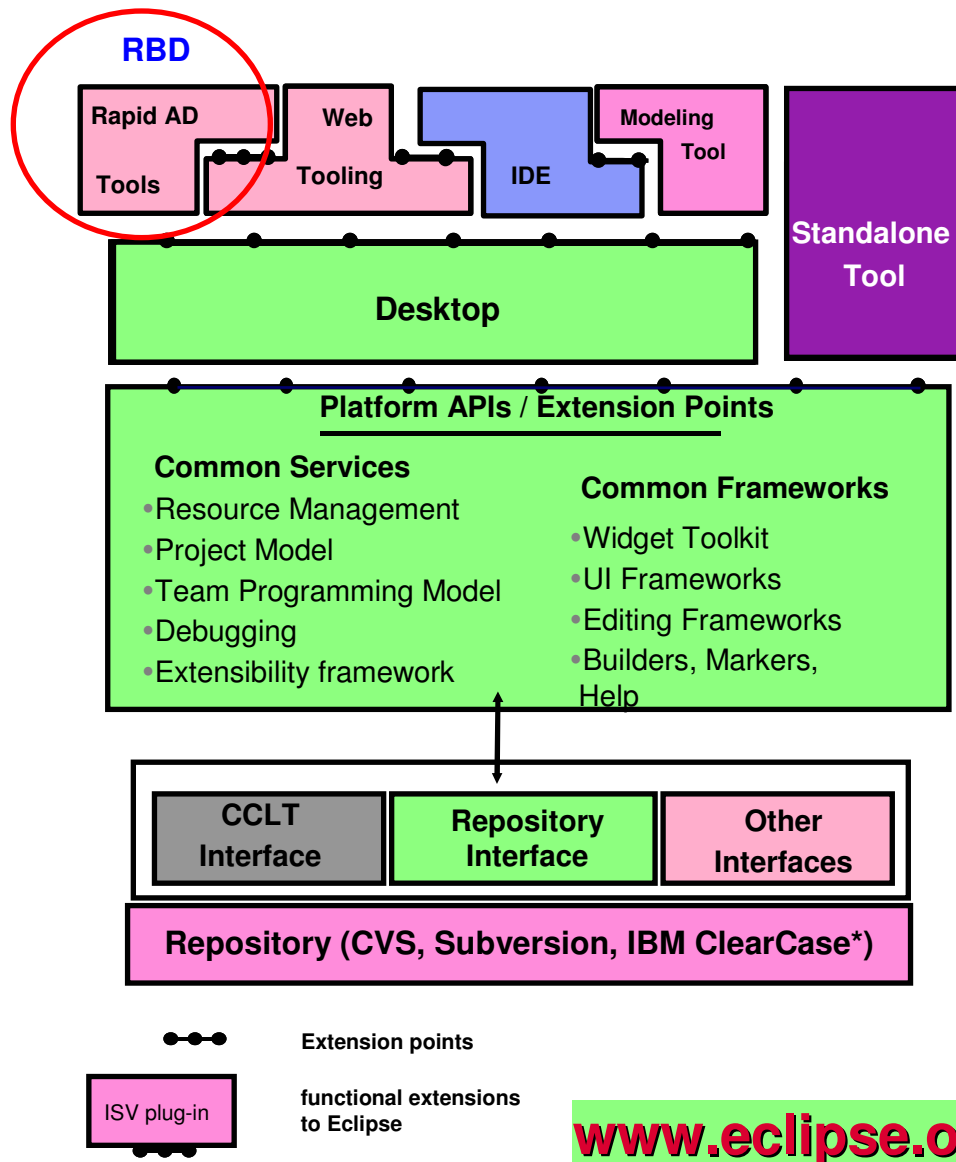 RBD
Rapid AD
Tools
Web
Tooling
IDE
Modeling
Tool
Standalone
Tool
Desktop
Platform APIs / Extension Points
Common Services
•Resource Management
•Project Model
•Team Programming Model
•Debugging
•Extensibility framework
Common Frameworks
•Widget Toolkit
•UI Frameworks
•Editing Frameworks
•Builders, Markers,
Help
CCLT
Interface
Repository
Interface
Other
Interfaces
Repository (CVS, Subversion, IBM ClearCase*)
Extension points
ISV plug-in
functional extensions
to Eclipse
www.eclipse.o